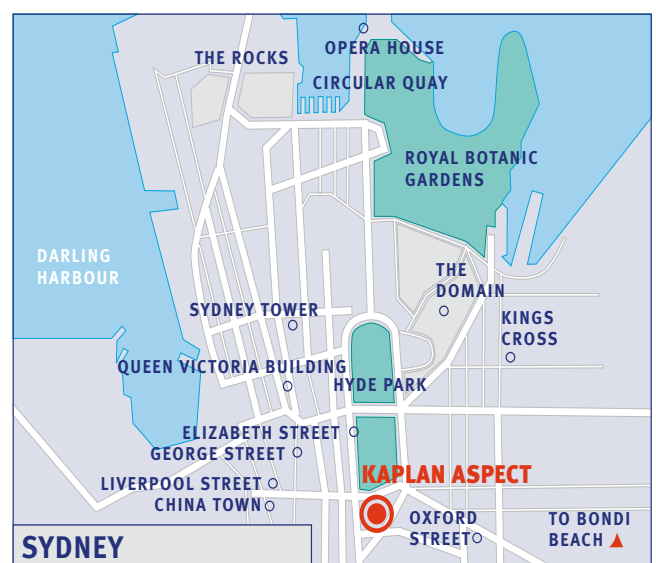 OPERA HOUSE
THE ROCKS
CIRCULAR QUAY
ROYAL BOTANIC
GARDENS
DARLING
HARBOUR
THE
DOMAIN
SYDNEY TOWER
KINGS
CROSS
QUEEN VICTORIA BUILDING
HYDE PARK
ELIZABETH STREET
GEORGE STREET
KAPLAN ASPECT
LIVERPOOL STREET
CHINA TOWN
OXFORD
STREET
TO BONDI
BEACH
SYDNEY